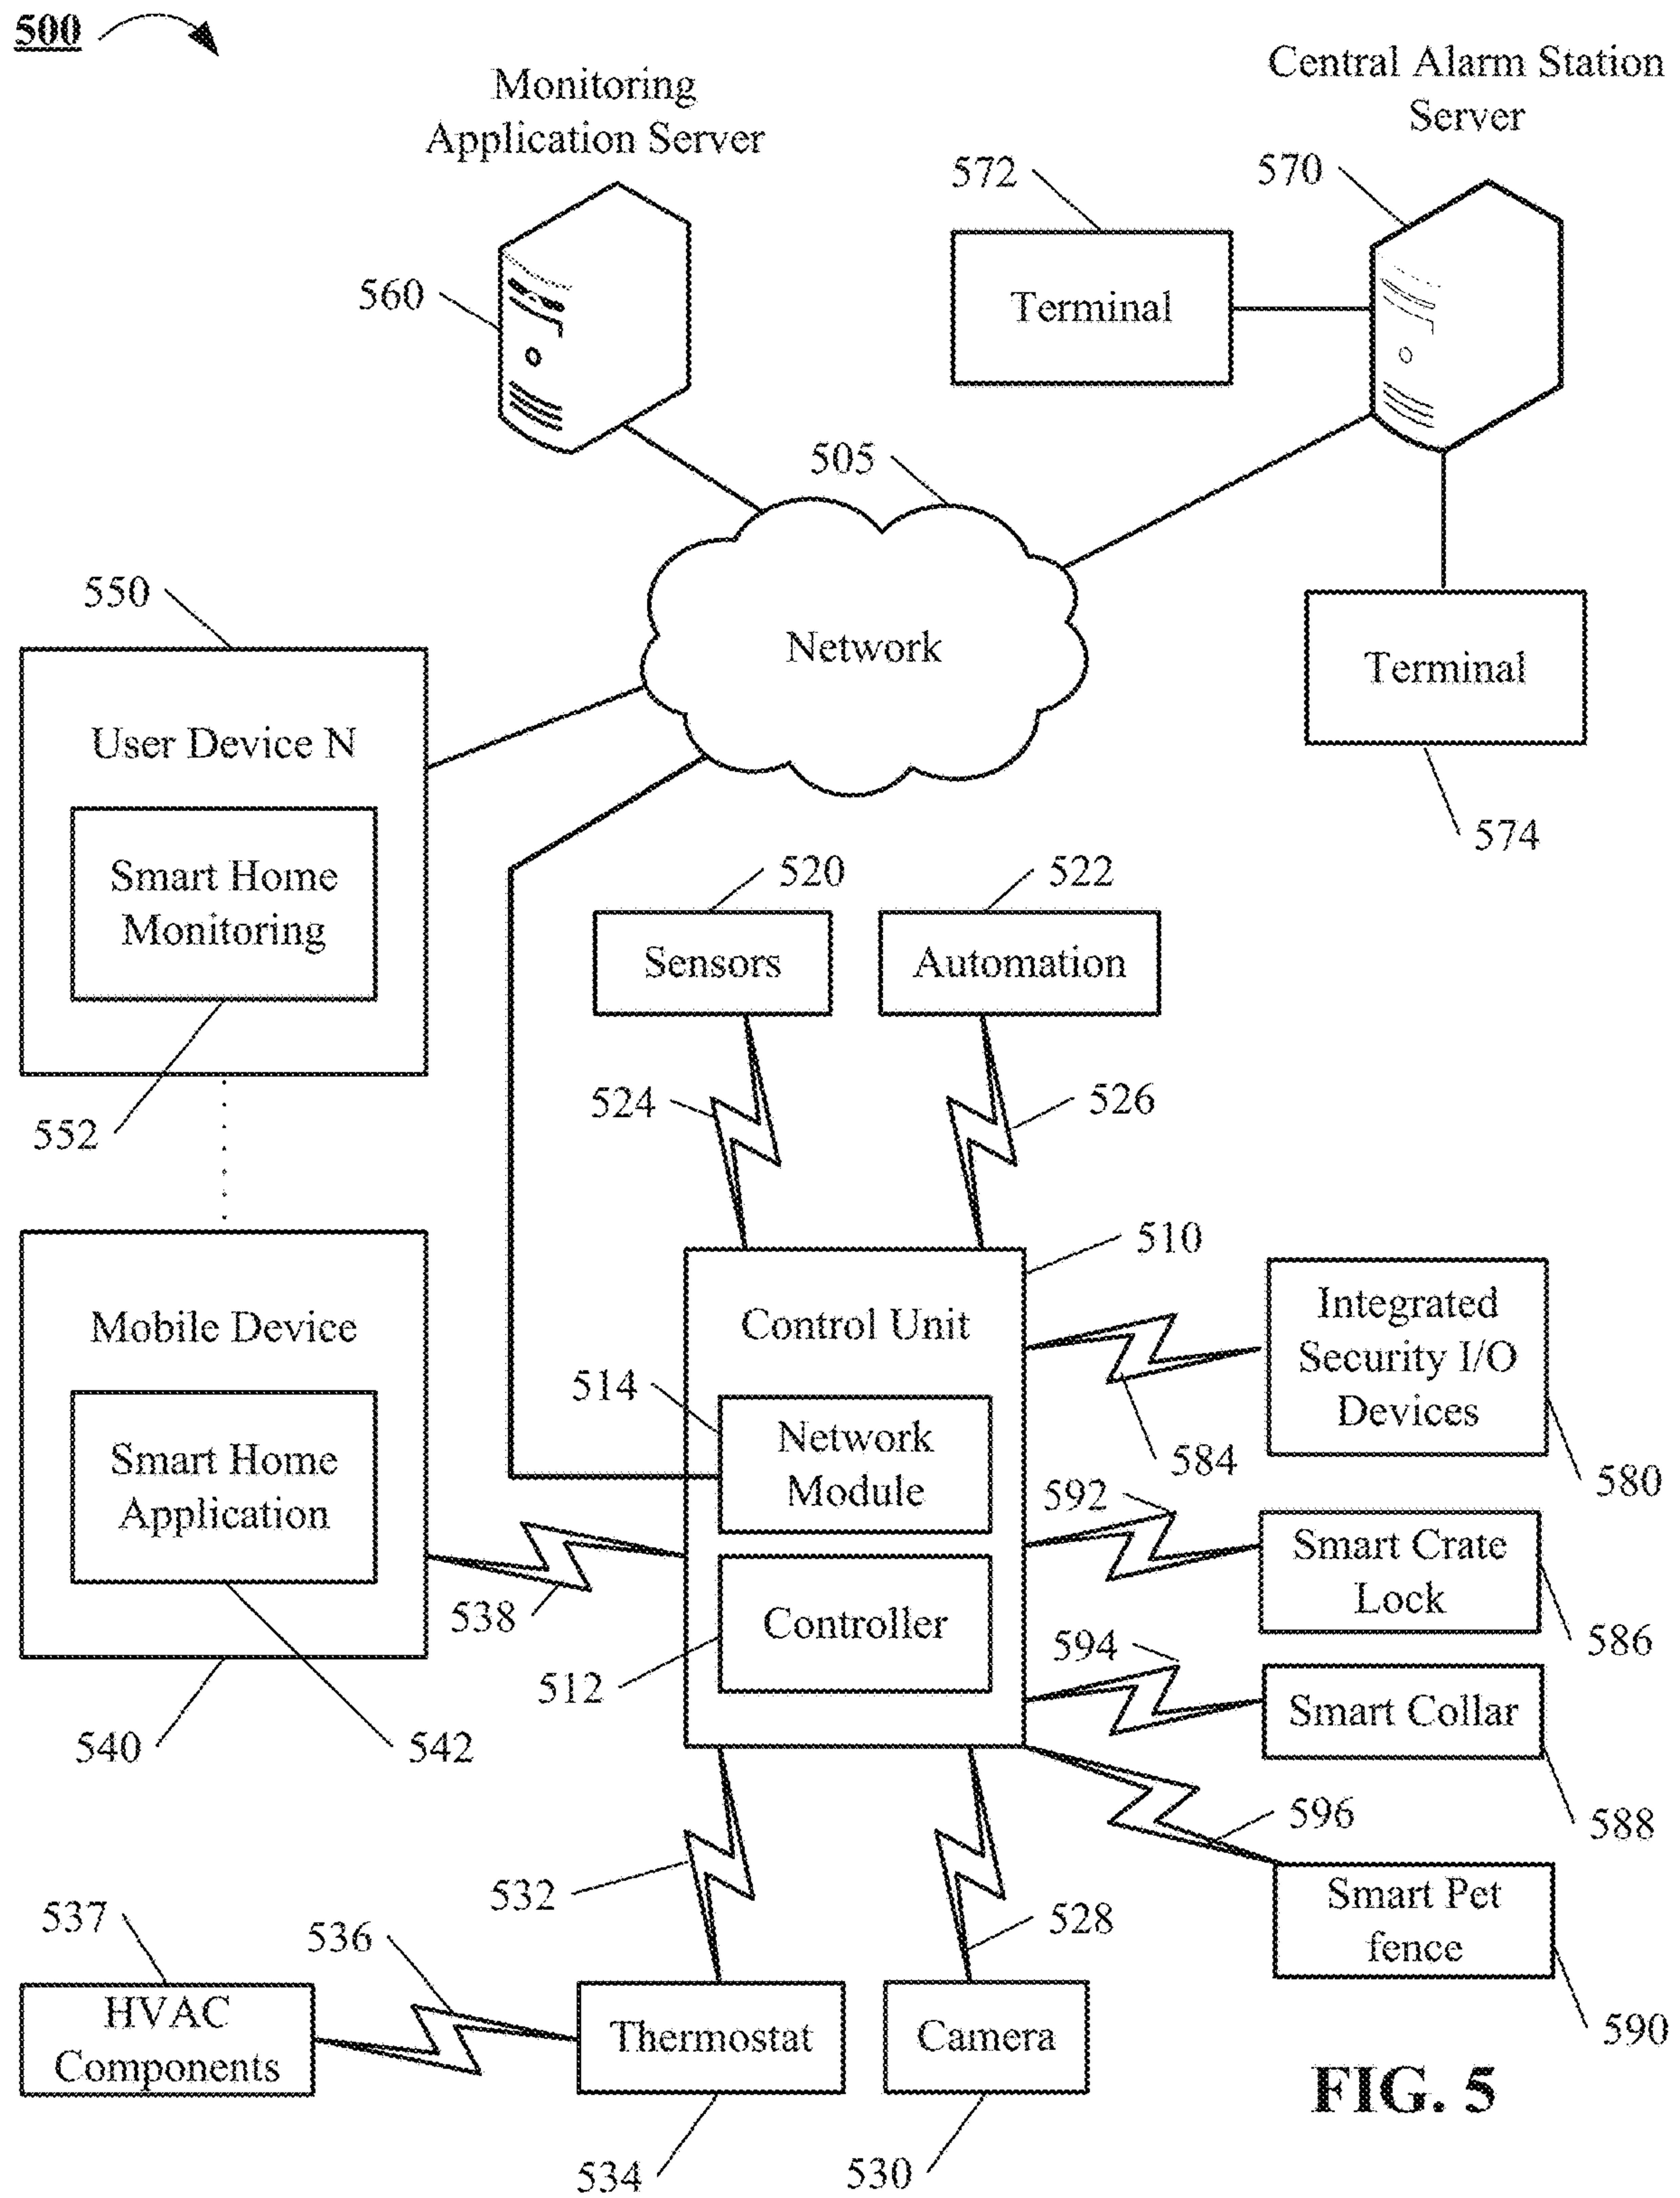 500
Monitoring
Application Server
Central Alarm Station
Server
572
570
560
Terminal
505
550
Network
Terminal
User Device N
574
Smart Home
Monitoring
520
522
Sensors
Automation
552
524
526
510
Mobile Device
Control Unit
Integrated
Security I/O
Devices
514
Smart Home
Application
Network
Module
584
580
592
538
Controller
Smart Crate
Lock
586
512
594
Smart Collar
540
542
588
596
532
528
Smart Pet
fence
537
536
590
HVAC
Components
Thermostat
Camera
534
530
FIG. 5